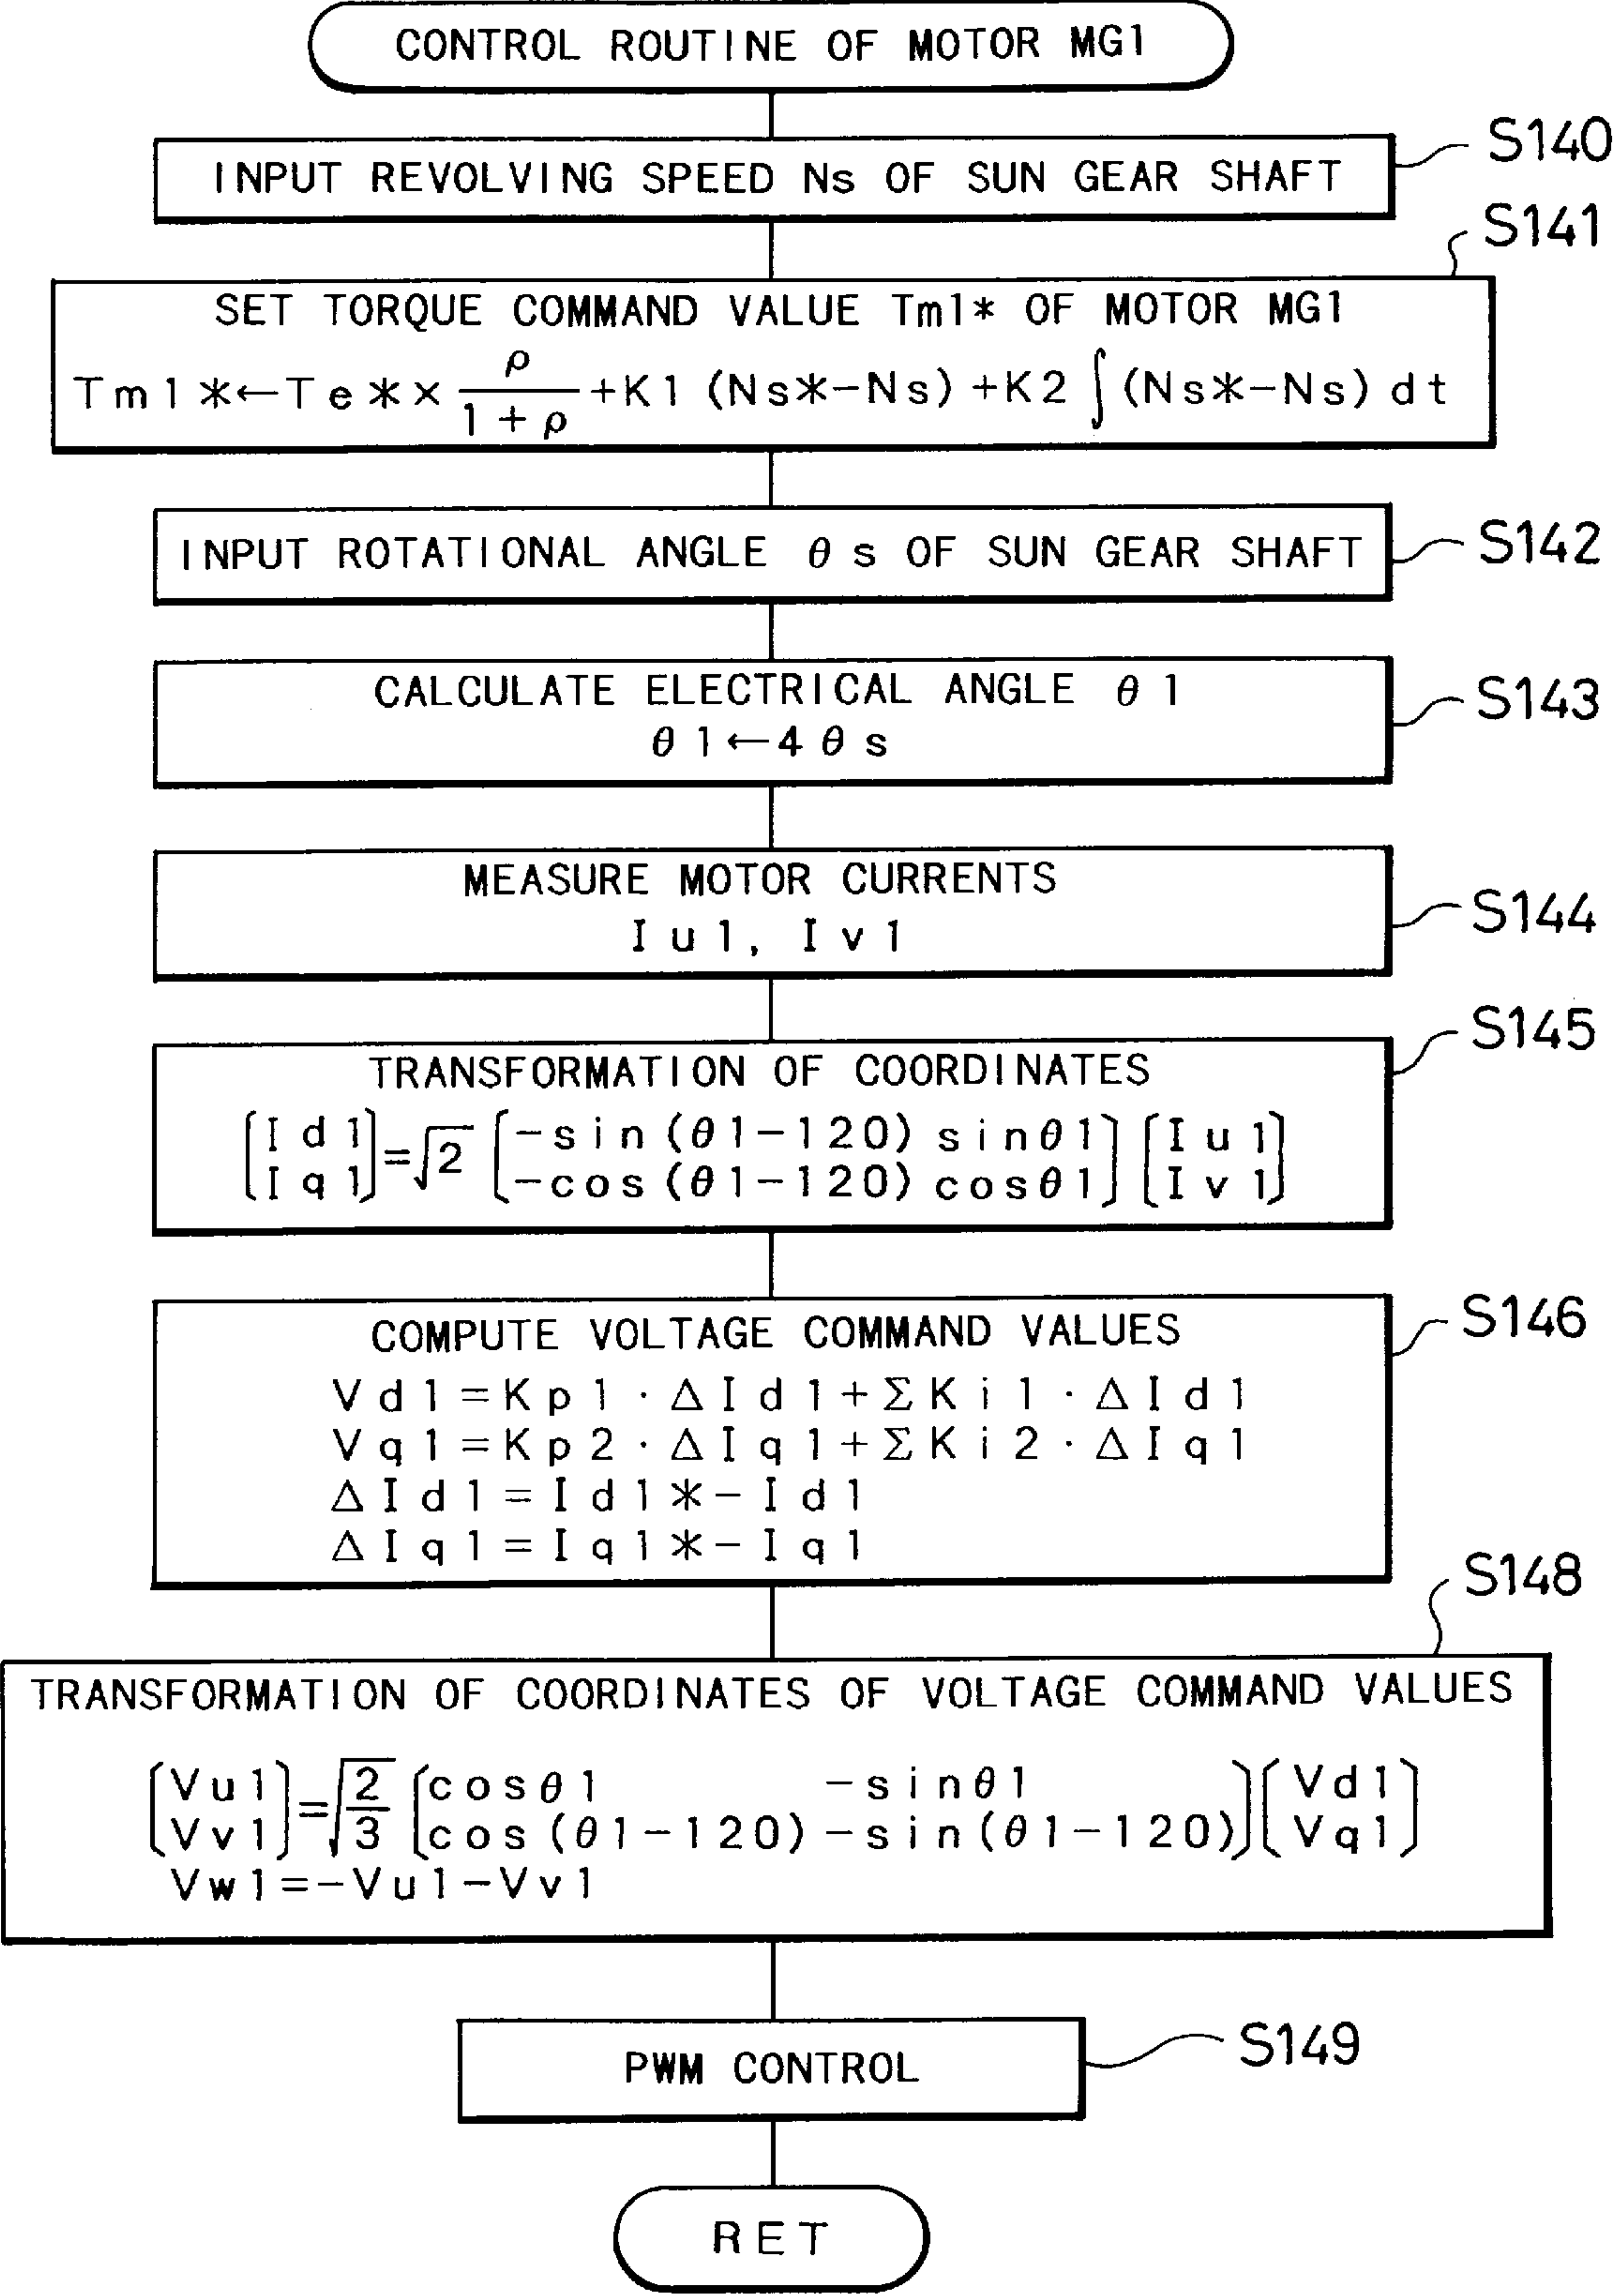 CONTROL ROUTINE OF MOTOR MG1
INPUT REVOLVING SPEED Ns OF SUN GEAR SHAFT
S140
S141
SET TORQUE COMMAND VALUE Tm1* OF MOTOR MG1
Tm1*←Te*× ρ/(1+ρ) +K1 (Ns*-Ns) +K2 ∫(Ns*-Ns) dt
INPUT ROTATIONAL ANGLE θs OF SUN GEAR SHAFT
S142
CALCULATE ELECTRICAL ANGLE θ1
θ1←4θs
S143
MEASURE MOTOR CURRENTS
Iu1, Iv1
S144
S145
TRANSFORMATION OF COORDINATES
[Id1] = √2 [-sin(θ1-120) sinθ1] [Iu1]
[Iq1] [-cos(θ1-120) cosθ1] [Iv1]
S146
COMPUTE VOLTAGE COMMAND VALUES
Vd1=Kp1·ΔId1+ΣKi1·ΔId1
Vq1=Kp2·ΔIq1+ΣKi2·ΔIq1
ΔId1=Id1*-Id1
ΔIq1=Iq1*-Iq1
S148
TRANSFORMATION OF COORDINATES OF VOLTAGE COMMAND VALUES
[Vu1] = √(2/3) [cosθ1 -sinθ1] [Vd1]
[Vv1] [cos(θ1-120) -sin(θ1-120)] [Vq1]
Vw1=-Vu1-Vv1
PWM CONTROL
S149
RET